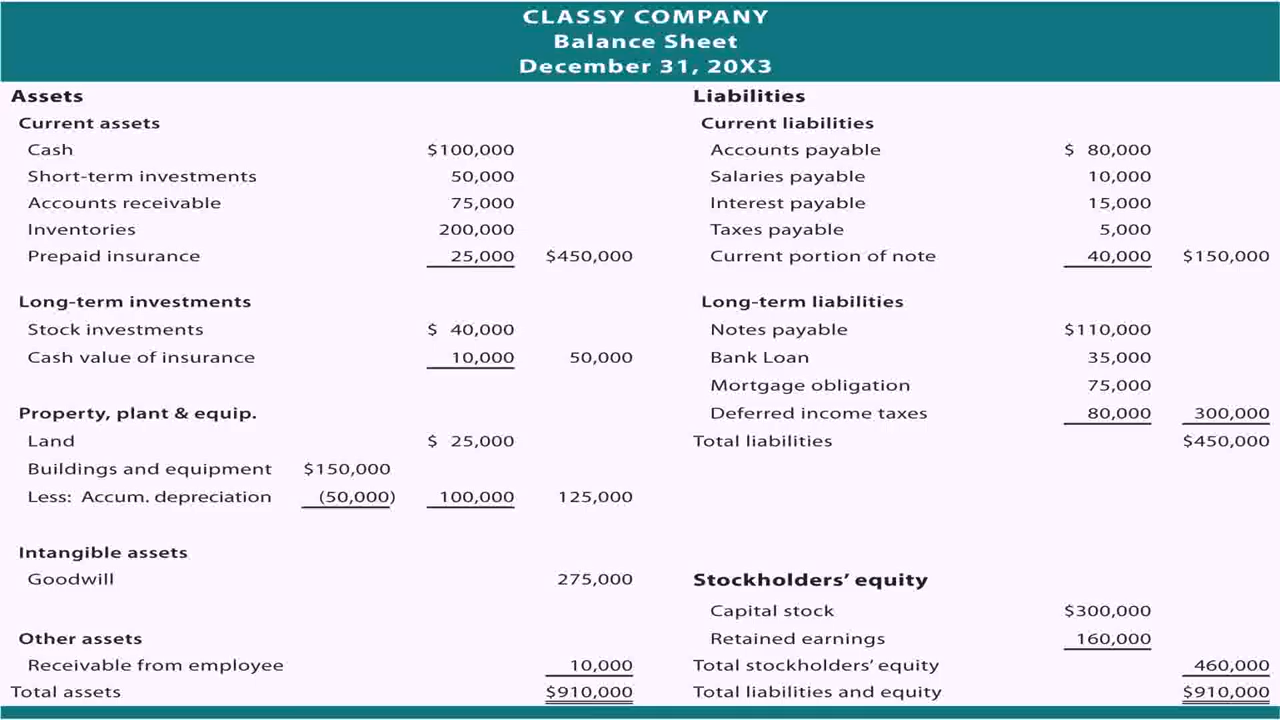 CLASSY COMPANY
Balance Sheet
December 31, 20X3
Assets
Current assets
Cash $100,000
Short-term investments 50,000
Accounts receivable 75,000
Inventories 200,000
Prepaid insurance 25,000 $450,000
Long-term investments
Stock investments $ 40,000
Cash value of insurance 10,000 50,000
Property, plant & equip.
Land $ 25,000
Buildings and equipment $150,000
Less: Accum. depreciation (50,000) 100,000 125,000
Intangible assets
Goodwill 275,000
Other assets
Receivable from employee 10,000
Total assets $910,000
Liabilities
Current liabilities
Accounts payable $ 80,000
Salaries payable 10,000
Interest payable 15,000
Taxes payable 5,000
Current portion of note 40,000 $150,000
Long-term liabilities
Notes payable $110,000
Bank Loan 35,000
Mortgage obligation 75,000
Deferred income taxes 80,000 300,000
Total liabilities $450,000
Stockholders’ equity
Capital stock $300,000
Retained earnings 160,000
Total stockholders’ equity 460,000
Total liabilities and equity $910,000